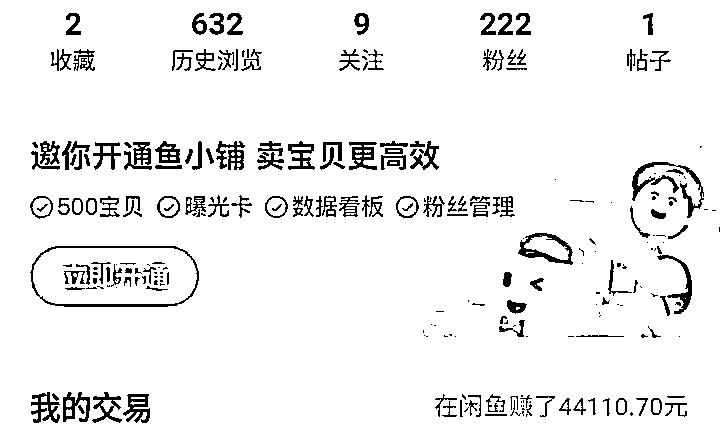 2 632 9 222 1
收藏 历史浏览 关注 粉丝 帖子
邀你开通鱼小铺 卖宝贝更高效
500宝贝 曝光卡 数据看板 粉丝管理
立即开通
我的交易 在闲鱼赚了44110.70元